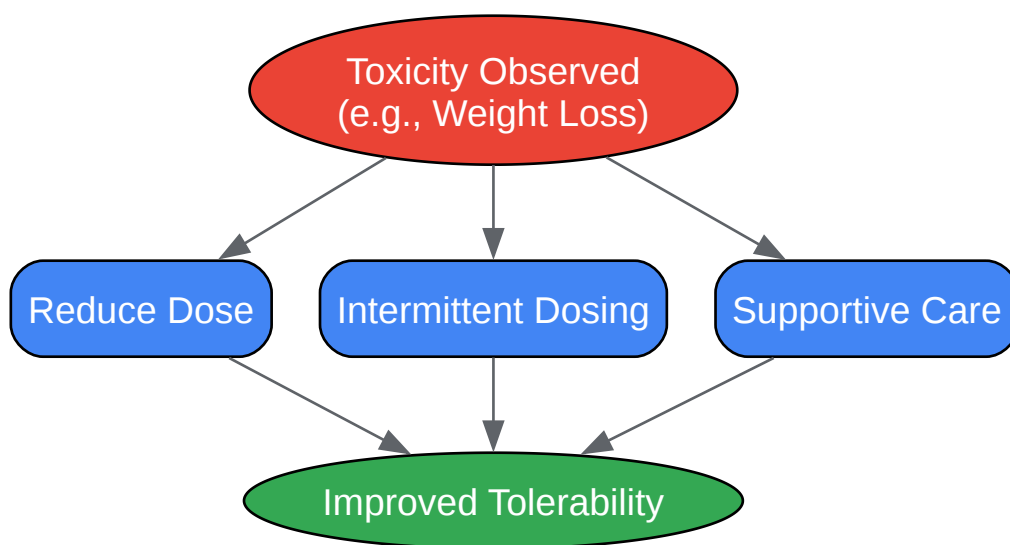 Toxicity Observed
(e.g., Weight Loss)
Reduce Dose
Intermittent Dosing
Supportive Care
Improved Tolerability